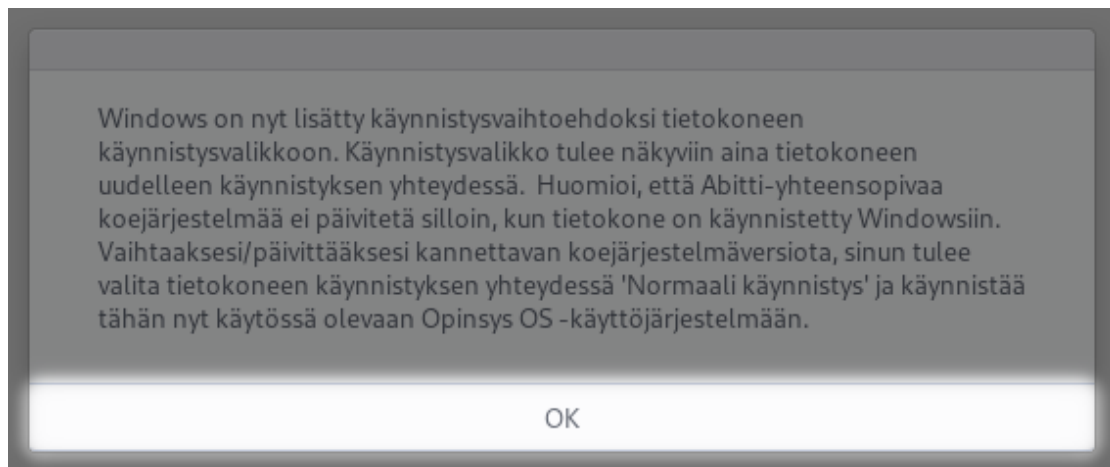 Windows on nyt lisätty käynnistysvaihtoehdoksi tietokoneen
käynnistysvalikkoon. Käynnistysvalikko tulee näkyviin aina tietokoneen
uudelleen käynnistyksen yhteydessä.  Huomioi, että Abitti-yhteensopivaa
koejärjestelmää ei päivitetä silloin, kun tietokone on käynnistetty Windowsiin.
Vaihtaaksesi/päivittääksesi kannettavan koejärjestelmäversiota, sinun tulee
valita tietokoneen käynnistyksen yhteydessä 'Normaali käynnistys' ja käynnistää
tähän nyt käytössä olevaan Opinsys OS -käyttöjärjestelmään.
OK